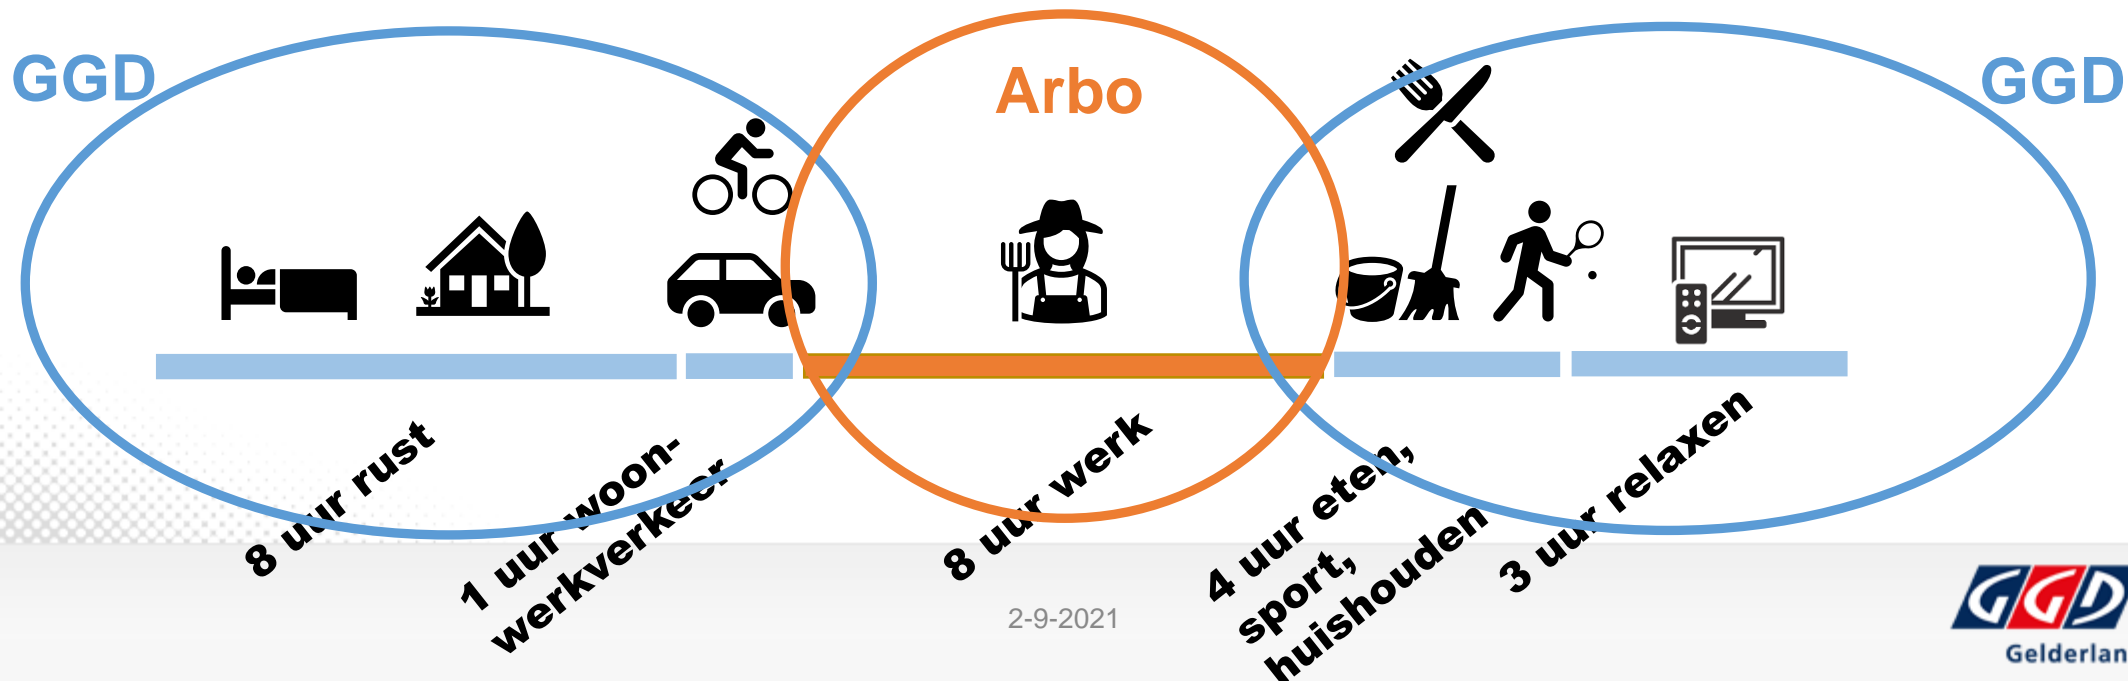 GGD
Arbo
GGD
8 uur rust
1 uur woon-
werkverkeer
8 uur werk
4 uur eten,
sport,
huishouden
3 uur relaxen
2-9-2021
GGD
Gelderlan